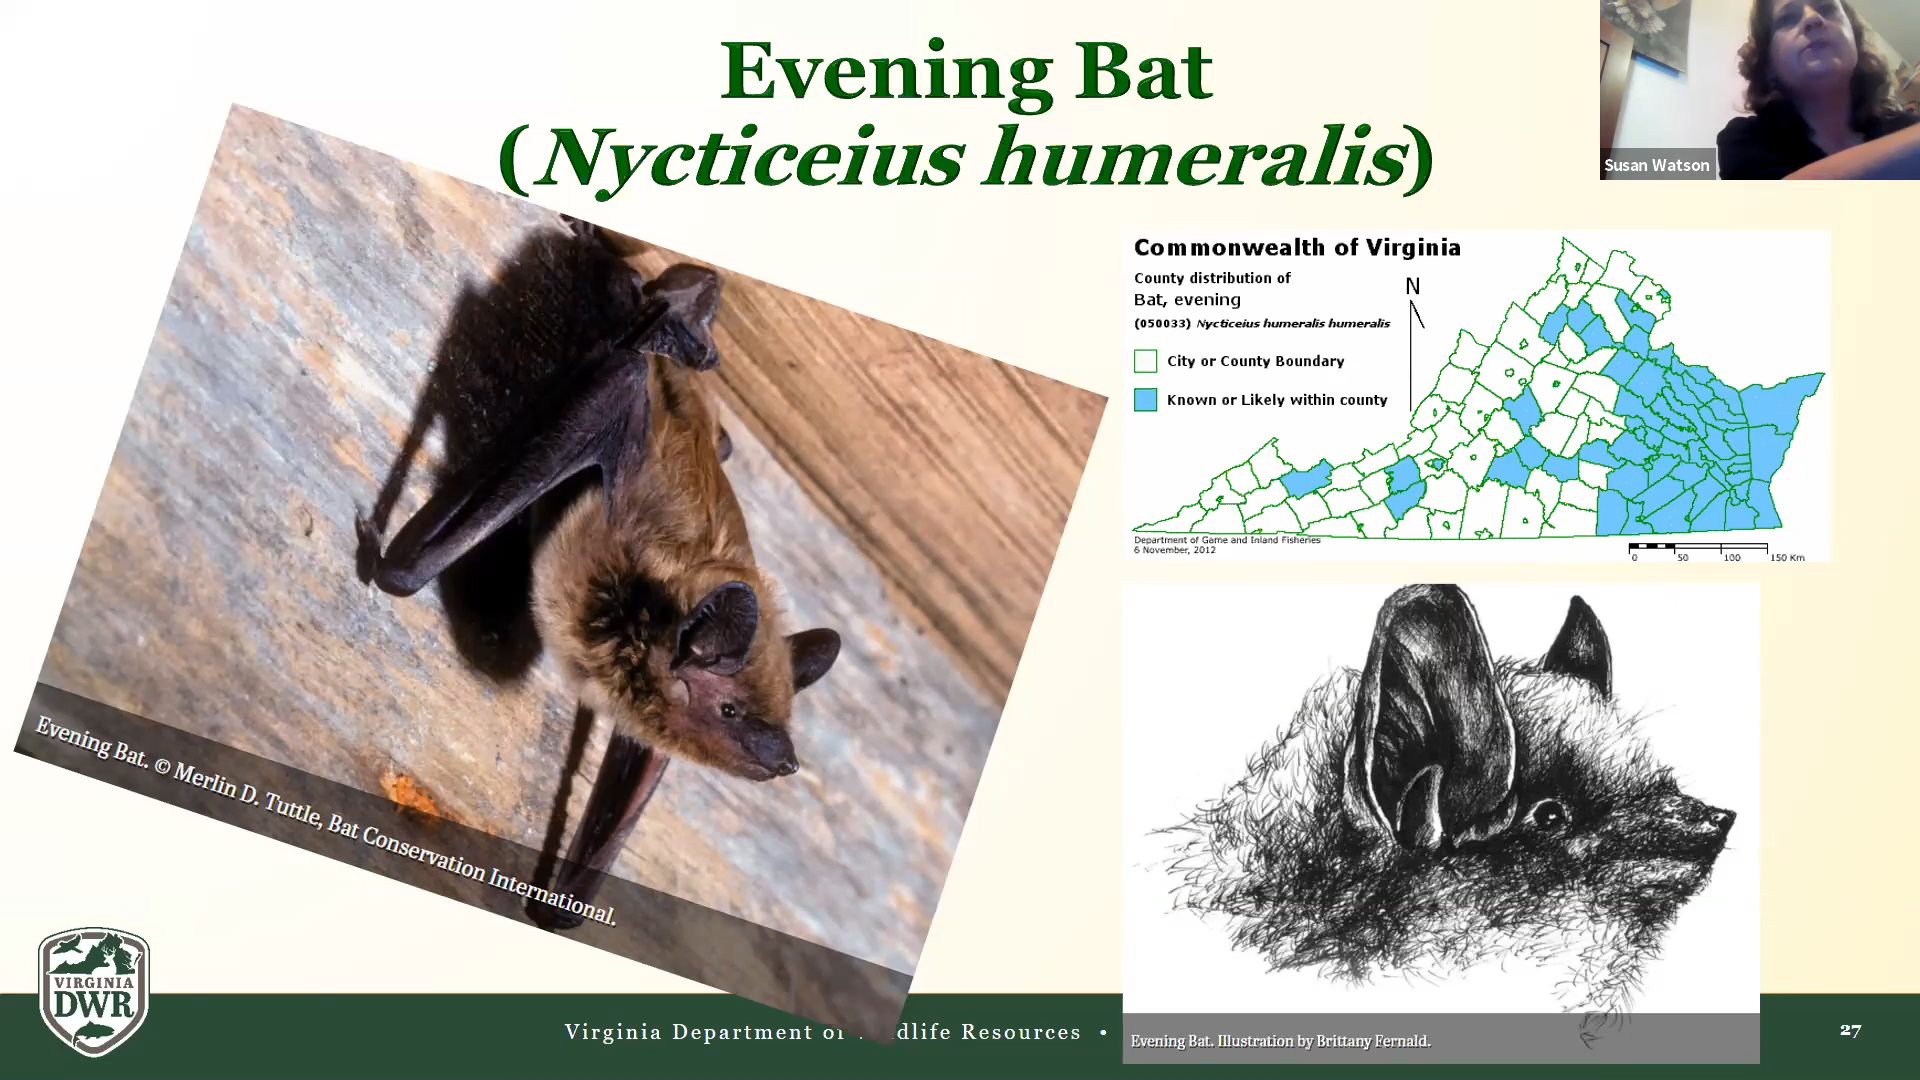 Evening Bat
(Nycticeius humeralis)
Susan Watson
Commonwealth of Virginia
County distribution of
Bat, evening
(050033) Nycticeius humeralis humeralis
N
City or County Boundary
Known or Likely within county
Department of Game and Inland Fisheries
6 November, 2012
0 50 100 150 Km
Evening Bat. © Merlin D. Tuttle, Bat Conservation International.
Evening Bat. Illustration by Brittany Fernald.
VIRGINIA
DWR
Virginia Department of dlife Resources •
27